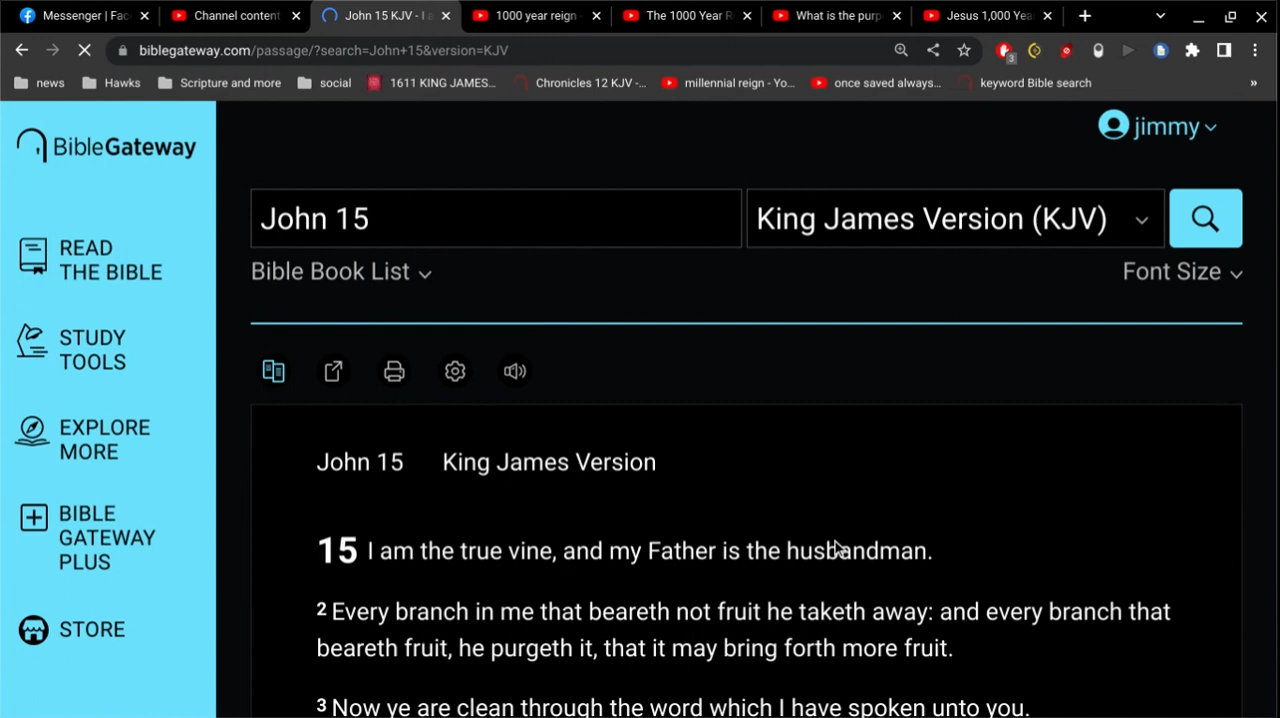 Messenger | Fac
Channel content
John 15 KJV - I a
1000 year reign
The 1000 Year R
What is the purp
Jesus 1,000 Yea
biblegateway.com/passage/?search=John+15&version=KJV
3
news
Hawks
Scripture and more
social
1611 KING JAMES...
Chronicles 12 KJV -...
millennial reign - Yo...
once saved always...
keyword Bible search
»
BibleGateway
jimmy
John 15
King James Version (KJV)
Bible Book List
Font Size
READ
THE BIBLE
STUDY
TOOLS
EXPLORE
MORE
BIBLE
GATEWAY
PLUS
STORE
John 15 King James Version
15 I am the true vine, and my Father is the husbandman.
2 Every branch in me that beareth not fruit he taketh away: and every branch that
beareth fruit, he purgeth it, that it may bring forth more fruit.
3 Now ye are clean through the word which I have spoken unto you.